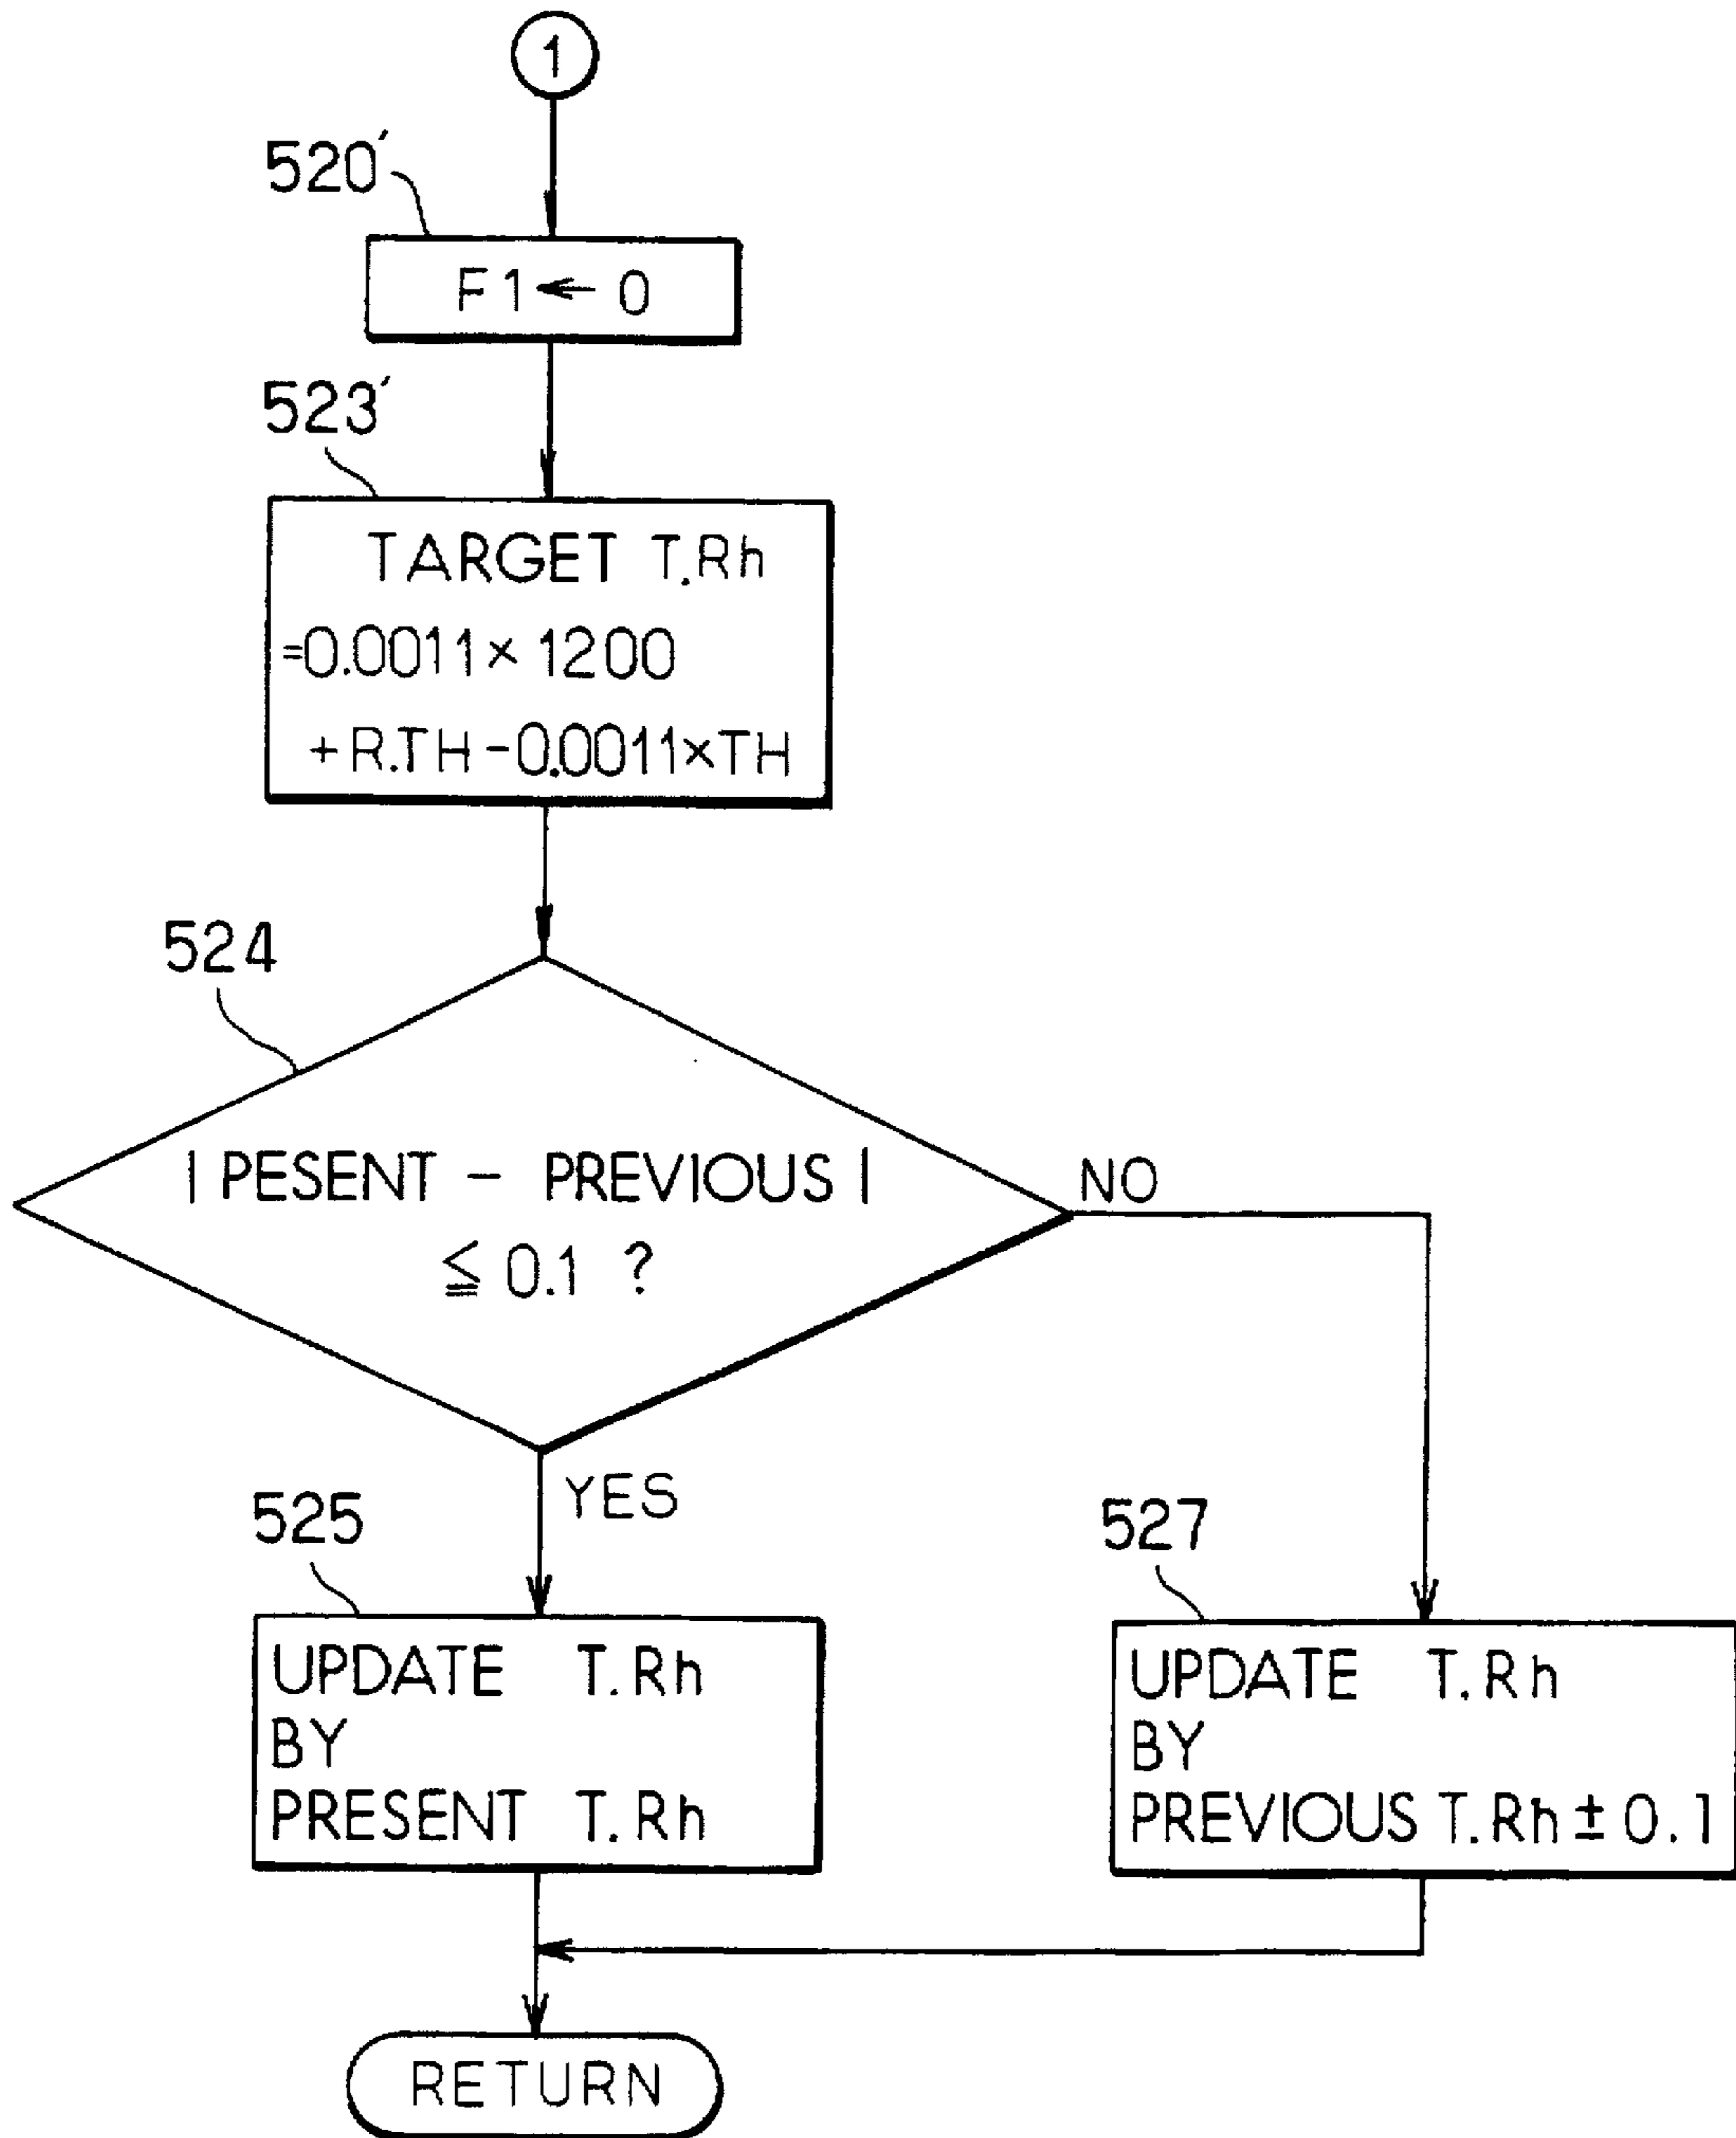 1
520'
F1 ← 0
523'
TARGET T.Rh
=0.0011 × 1200
+ R.TH - 0.0011 × TH
524
| PESENT - PREVIOUS |
≦ 0.1 ?
NO
YES
525
UPDATE T.Rh
BY
PRESENT T.Rh
527
UPDATE T.Rh
BY
PREVIOUS T.Rh ± 0.1
RETURN